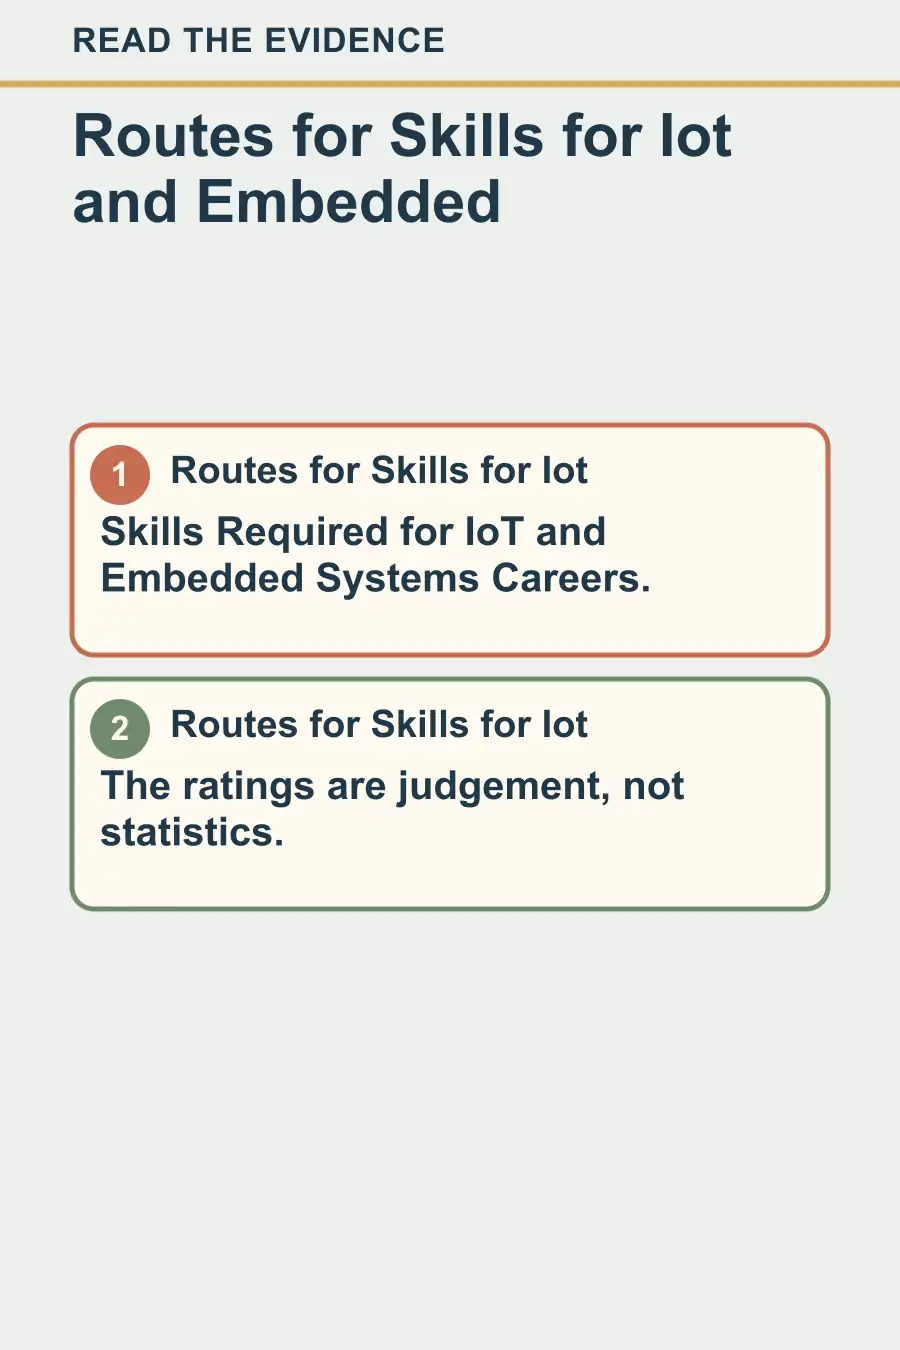 READ THE EVIDENCE
Routes for Skills for Iot
and Embedded
1
Routes for Skills for Iot
Skills Required for IoT and
Embedded Systems Careers.
2
Routes for Skills for Iot
The ratings are judgement, not
statistics.